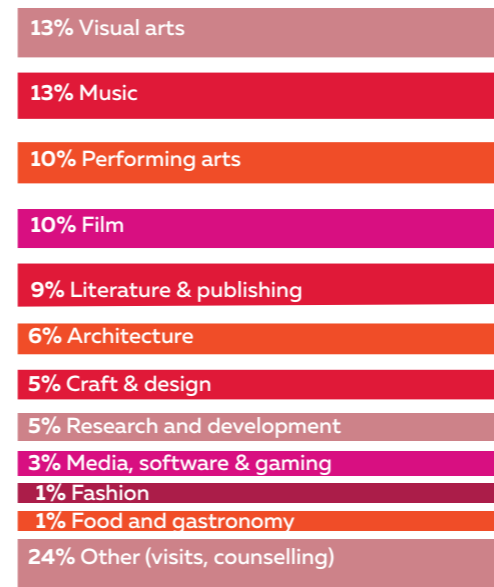 13% Visual arts
13% Music
10% Performing arts
10% Film
9% Literature & publishing
6% Architecture
5% Craft & design
5% Research and development
3% Media, software & gaming
1% Fashion
1% Food and gastronomy
24% Other (visits, counselling)